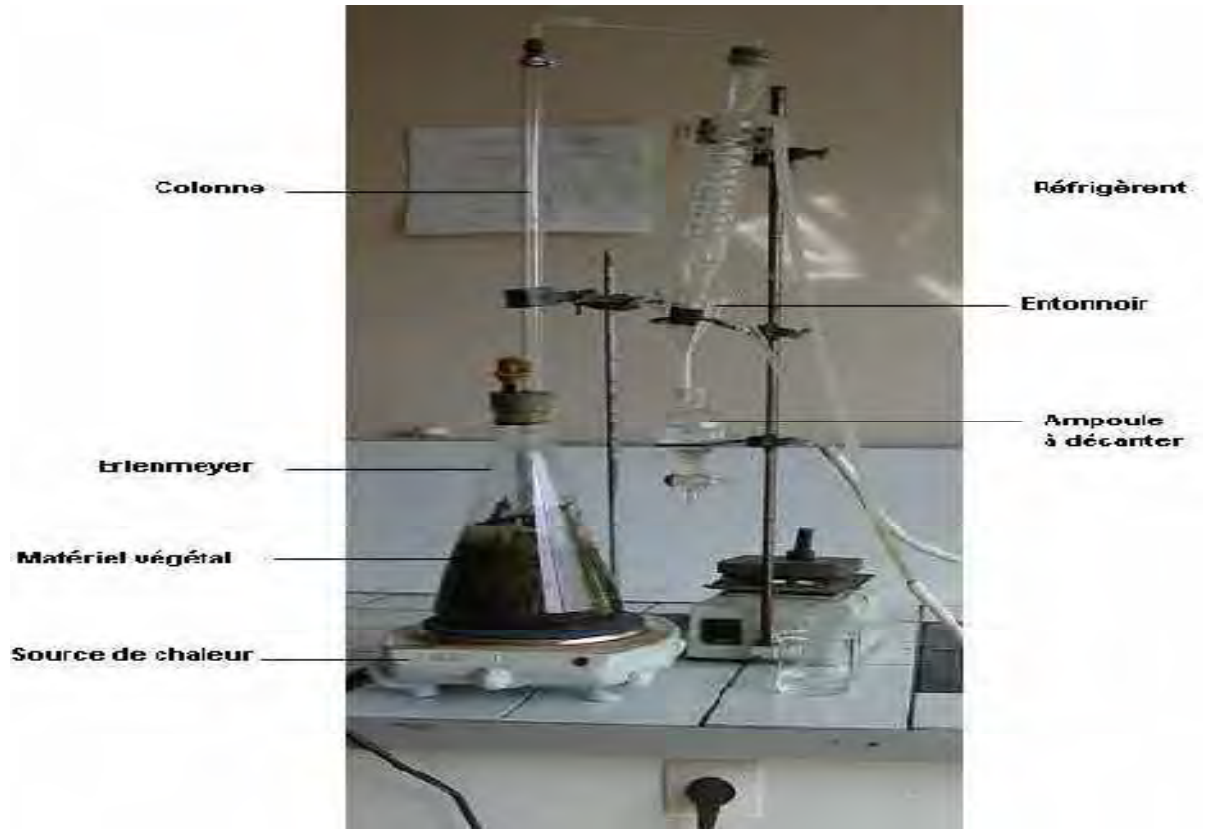 Colonne
Réfrigèrent
Entonnoir
Ampoule
à décanter
Erlenmeyer
Matériel végétal
Source de chaleur